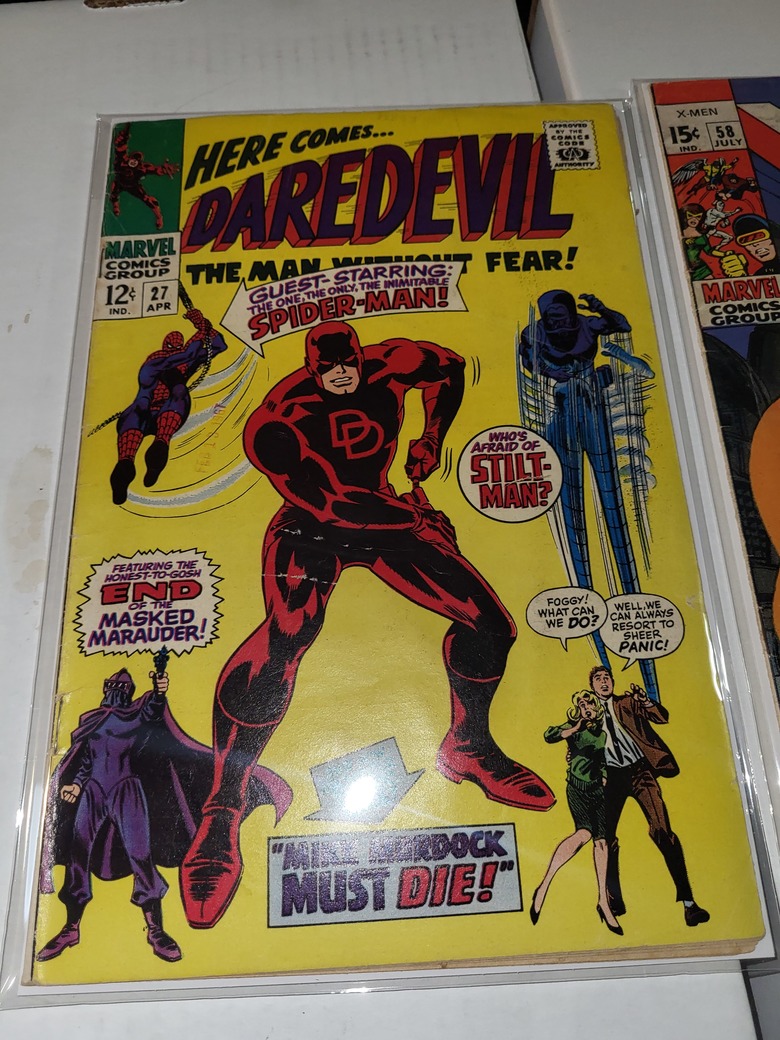 HERE COMES...
DAREDEVIL
THE MAN WITHOUT FEAR!
APPROVED
BY THE
COMICS
CODE
AUTHORITY
MARVEL
COMICS
GROUP
12¢
IND.
27
APR
GUEST-STARRING:
THE ONE, THE ONLY, THE INIMITABLE
SPIDER-MAN!
DD
WHO'S
AFRAID OF
STILT-
MAN?
FEATURING THE
HONEST-TO-GOSH
END
OF THE
MASKED
MARAUDER!
FOGGY!
WHAT CAN
WE DO?
WELL, WE
CAN ALWAYS
RESORT TO
SHEER
PANIC!
"MIKE MURDOCK
MUST DIE!"
X-MEN
15¢
IND.
58
JULY
MARVEL
COMICS
GROUP